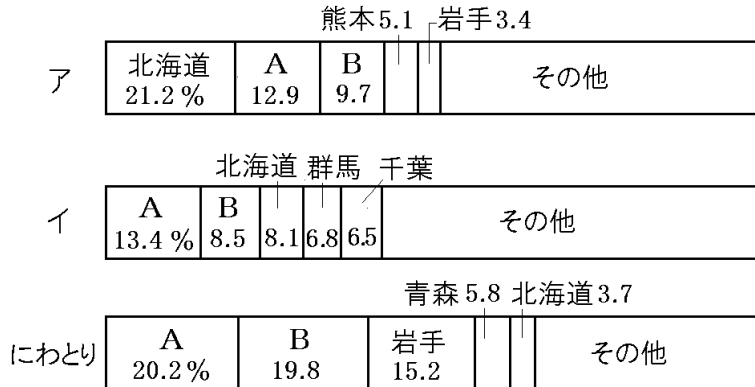 熊本5.1 岩手3.4
ア 北海道 A B その他
21.2% 12.9 9.7
北海道 群馬 千葉
イ A B その他
13.4% 8.5 8.1 6.8 6.5
青森5.8 北海道3.7
にわとり A B 岩手 その他
20.2% 19.8 15.2